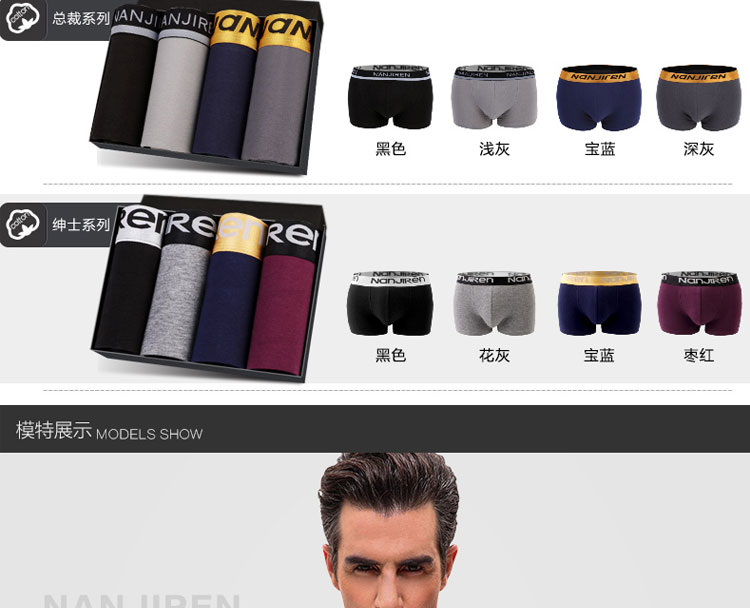 cotton
总裁系列
NANJIREN
NANJIREN
NAN
NAN
NANJIREN
NANJIREN
NANJIREN
NANJIREN
黑色
浅灰
宝蓝
深灰
cotton
绅士系列
Ren
Ren
Ren
Ren
NANJIREN
NANJIREN
NANJIREN
NANJIREN
黑色
花灰
宝蓝
枣红
模特展示 MODELS SHOW
NANJIREN